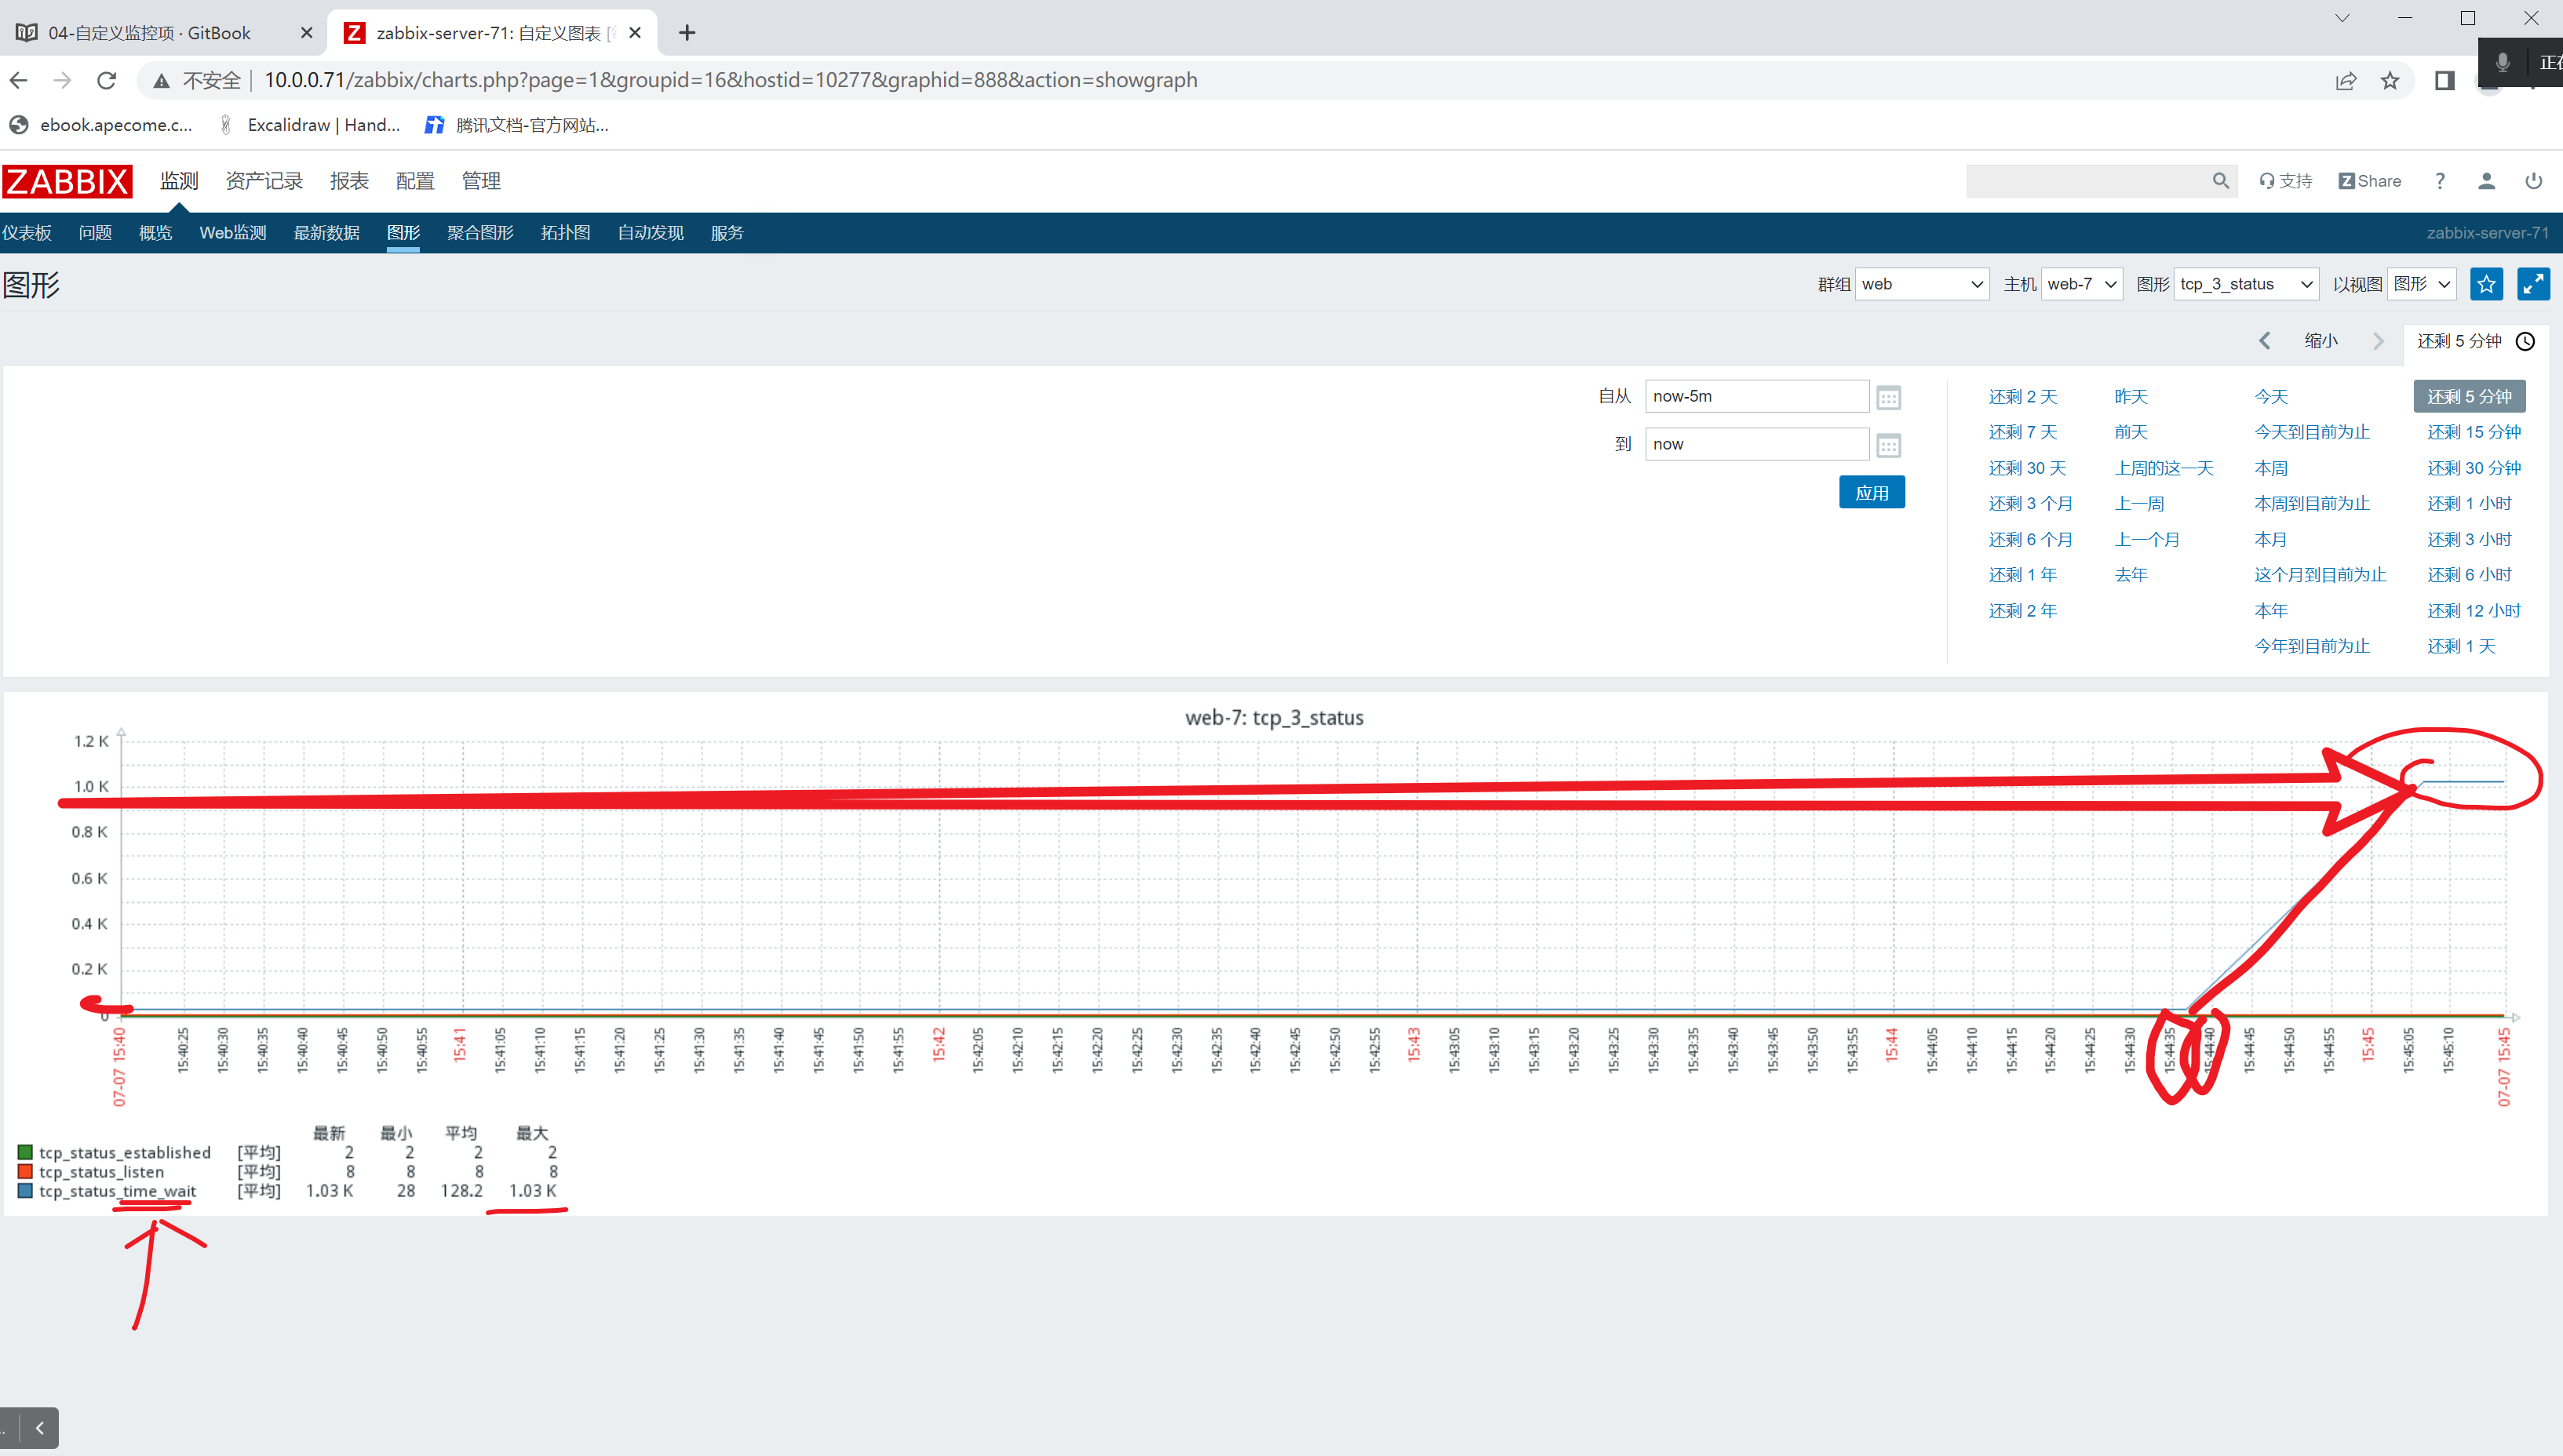 04-自定义监控项 · GitBook
zabbix-server-71: 自定义图表 [
正在
不安全 10.0.0.71/zabbix/charts.php?page=1&groupid=16&hostid=10277&graphid=888&action=showgraph
ebook.apecome.c... Excalidraw | Hand... 腾讯文档-官方网站...
ZABBIX 监测 资产记录 报表 配置 管理 支持 Z Share ?
仪表板 问题 概览 Web监测 最新数据 图形 聚合图形 拓扑图 自动发现 服务 zabbix-server-71
图形 群组 web 主机 web-7 图形 tcp_3_status 以视图 图形
缩小 还剩 5 分钟
自从 now-5m
到 now
应用
还剩 2 天 昨天 今天 还剩 5 分钟
还剩 7 天 前天 今天到目前为止 还剩 15 分钟
还剩 30 天 上周的这一天 本周 还剩 30 分钟
还剩 3 个月 上一周 本周到目前为止 还剩 1 小时
还剩 6 个月 上一个月 本月 还剩 3 小时
还剩 1 年 去年 这个月到目前为止 还剩 6 小时
还剩 2 年 本年 还剩 12 小时
今年到目前为止 还剩 1 天
web-7: tcp_3_status
1.2 K
1.0 K
0.8 K
0.6 K
0.4 K
0.2 K
0
07-07 15:40 15:40:25 15:40:30 15:40:35 15:40:40 15:40:45 15:40:50 15:40:55 15:41 15:41:05 15:41:10 15:41:15 15:41:20 15:41:25 15:41:30 15:41:35 15:41:40 15:41:45 15:41:50 15:41:55 15:42 15:42:05 15:42:10 15:42:15 15:42:20 15:42:25 15:42:30 15:42:35 15:42:40 15:42:45 15:42:50 15:42:55 15:43 15:43:05 15:43:10 15:43:15 15:43:20 15:43:25 15:43:30 15:43:35 15:43:40 15:43:45 15:43:50 15:43:55 15:44 15:44:05 15:44:10 15:44:15 15:44:20 15:44:25 15:44:30 15:44:35 15:44:40 15:44:45 15:44:50 15:44:55 15:45 15:45:05 15:45:10 07-07 15:45
最新 最小 平均 最大
tcp_status_established [平均] 2 2 2 2
tcp_status_listen [平均] 8 8 8 8
tcp_status_time_wait [平均] 1.03 K 28 128.2 1.03 K